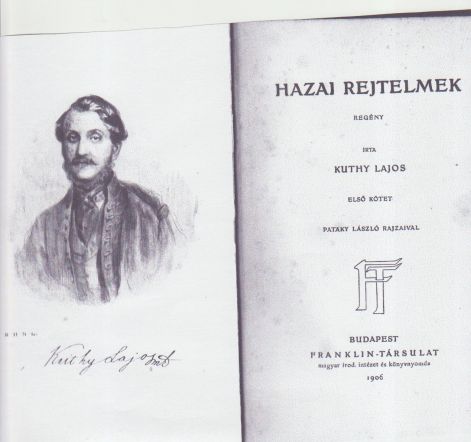 Kuthy Lajos
HAZAI REJTELMEK
REGÉNY
IRTA
KUTHY LAJOS
ELSŐ KÖTET
PATAKY LÁSZLÓ RAJZAIVAL
FT
BUDAPEST
FRANKLIN-TÁRSULAT
magyar irod. intézet és könyvnyomda
1906